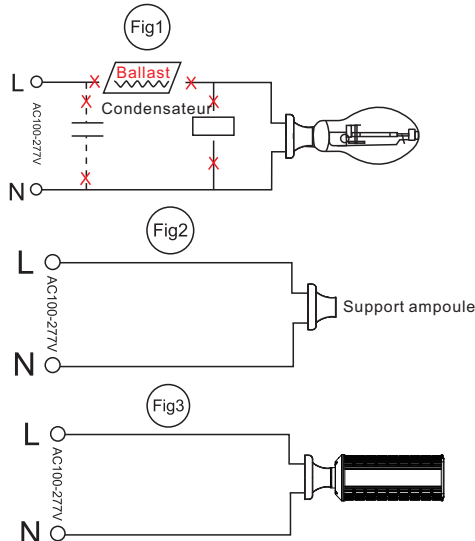 Fig1
Ballast
L
Condensateur
AC100-277V
N
Fig2
L
AC100-277V
Support ampoule
N
Fig3
L
AC100-277V
N